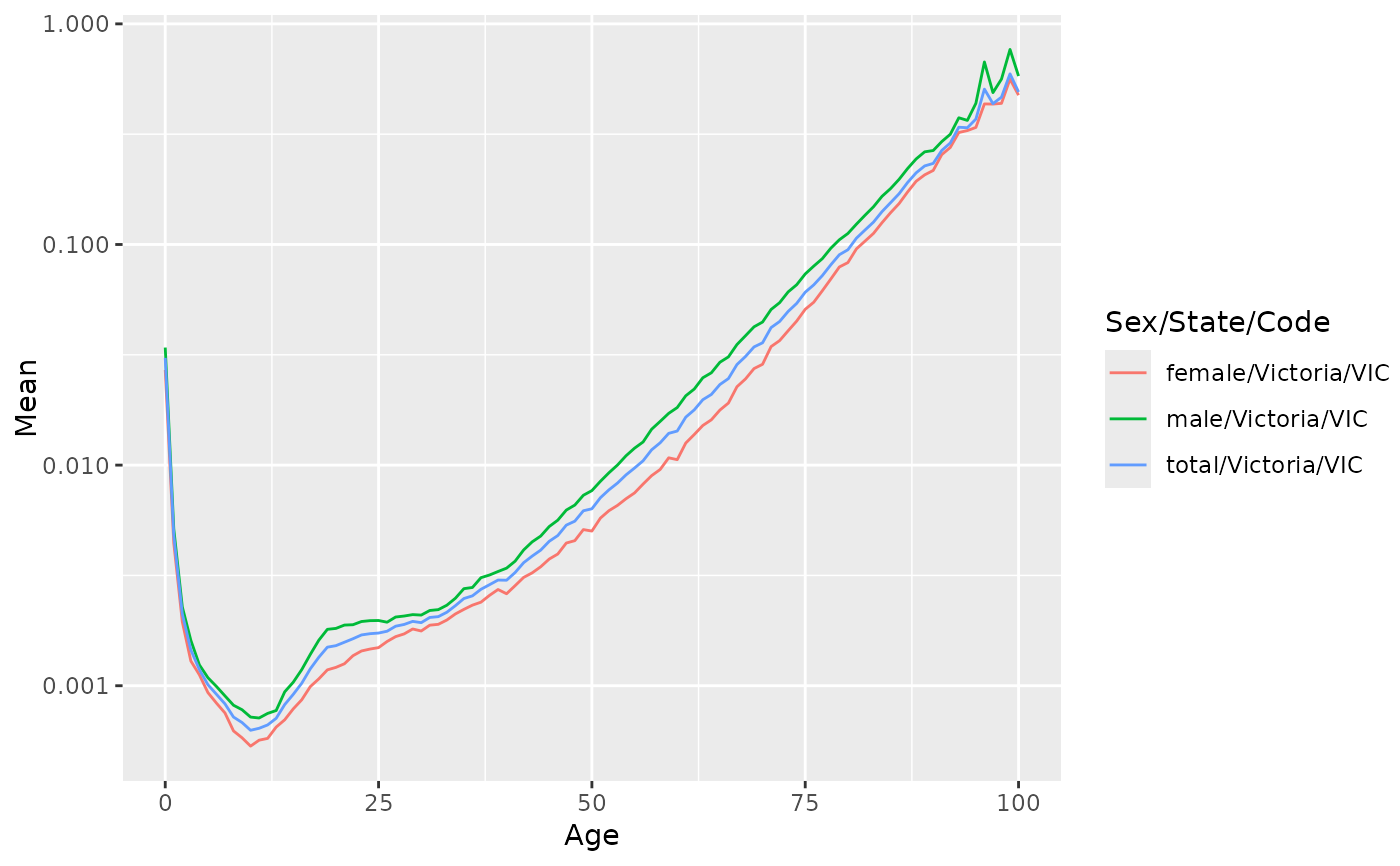 1.000
0.100
0.010
0.001
Mean
0 25 50 75 100
Age
Sex/State/Code
female/Victoria/VIC
male/Victoria/VIC
total/Victoria/VIC